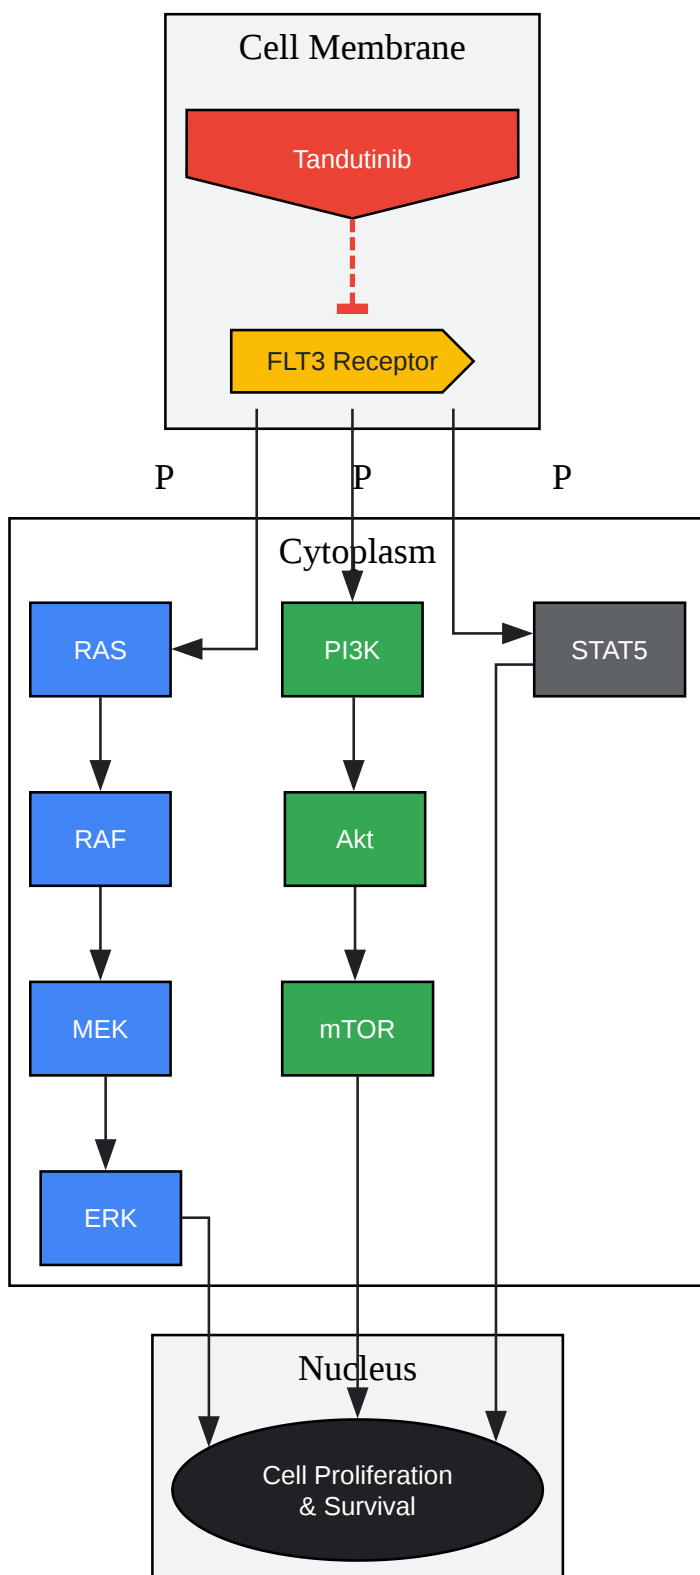 Cell Membrane
Tandutinib
FLT3 Receptor
P
P
P
Cytoplasm
RAS
PI3K
STAT5
RAF
Akt
MEK
mTOR
ERK
Nucleus
Cell Proliferation
& Survival